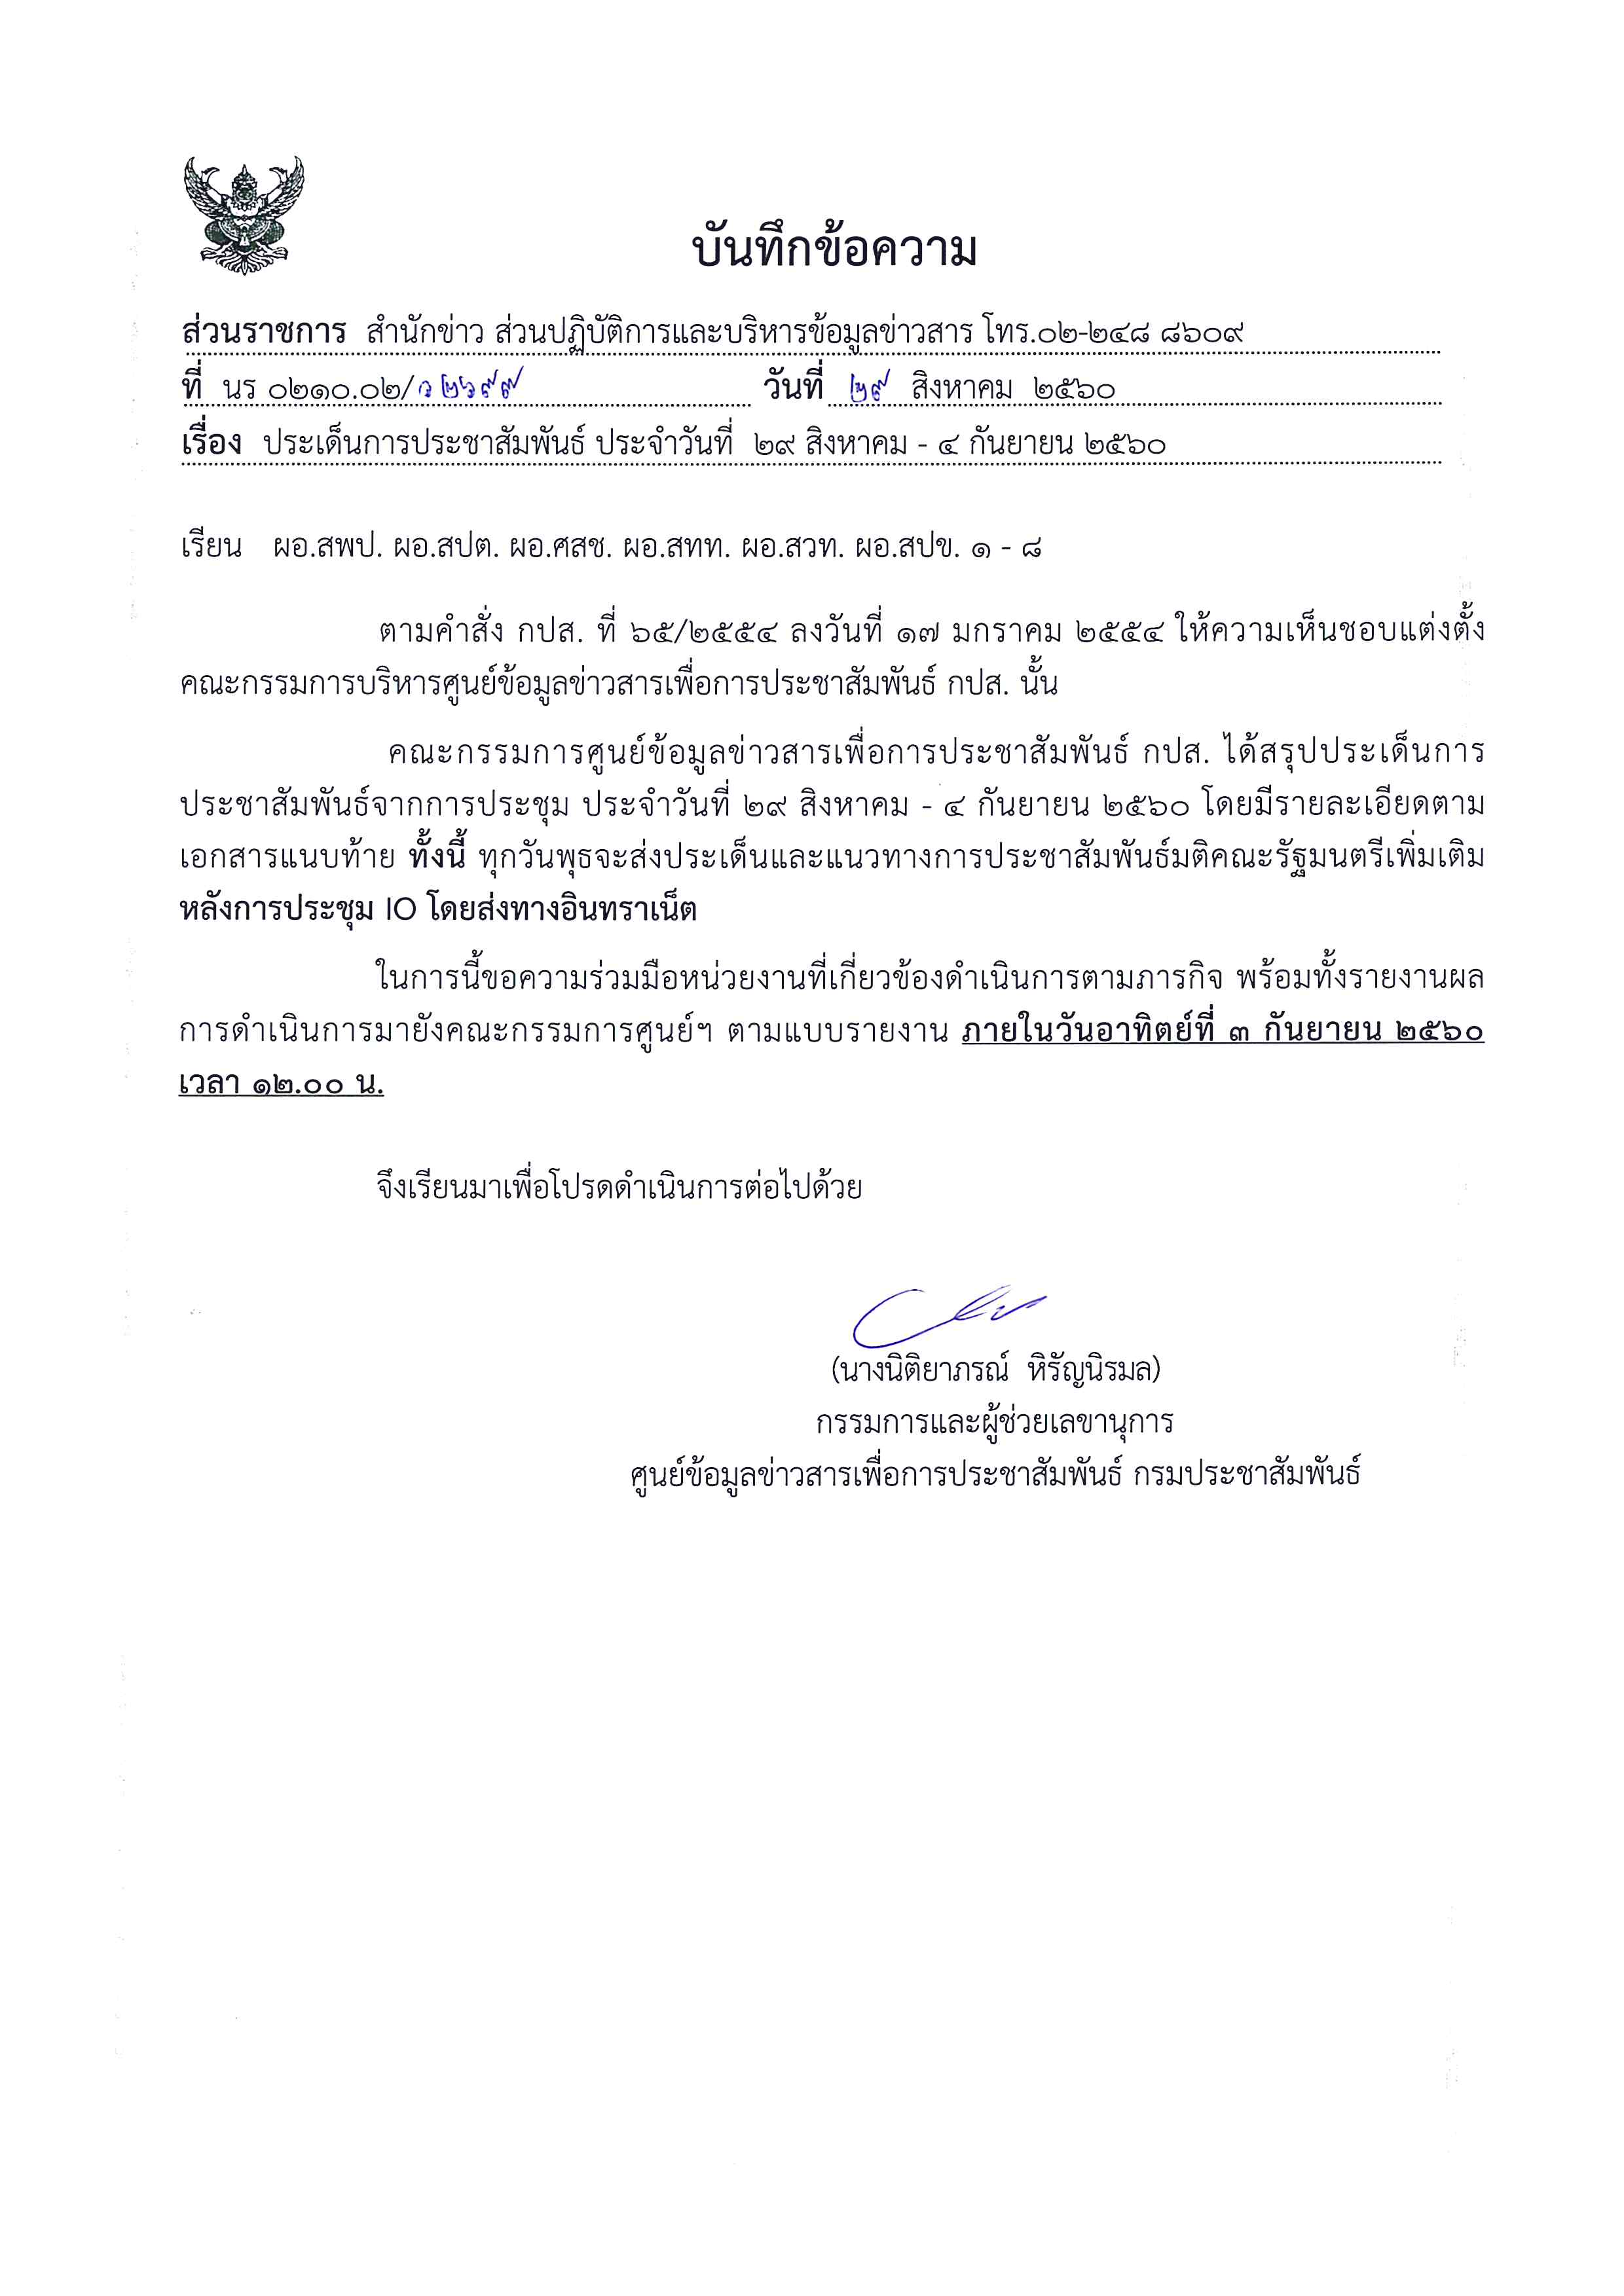 บันทึกข้อความ
ส่วนราชการ สำนักข่าว ส่วนปฏิบัติการและบริหารข้อมูลข่าวสาร โทร.๐๒-๒๔๘ ๘๖๐๙
ที่ นร ๐๒๑๐.๐๒/ว ๒๖๙๙ วันที่ ๒๙ สิงหาคม ๒๕๖๐
เรื่อง ประเด็นการประชาสัมพันธ์ ประจำวันที่ ๒๙ สิงหาคม - ๔ กันยายน ๒๕๖๐
เรียน ผอ.สพป. ผอ.สปต. ผอ.ศสช. ผอ.สทท. ผอ.สวท. ผอ.สปข. ๑ - ๘
ตามคำสั่ง กปส. ที่ ๖๕/๒๕๕๔ ลงวันที่ ๑๗ มกราคม ๒๕๕๔ ให้ความเห็นชอบแต่งตั้ง
คณะกรรมการบริหารศูนย์ข้อมูลข่าวสารเพื่อการประชาสัมพันธ์ กปส. นั้น
คณะกรรมการศูนย์ข้อมูลข่าวสารเพื่อการประชาสัมพันธ์ กปส. ได้สรุปประเด็นการ
ประชาสัมพันธ์จากการประชุม ประจำวันที่ ๒๙ สิงหาคม - ๔ กันยายน ๒๕๖๐ โดยมีรายละเอียดตาม
เอกสารแนบท้าย ทั้งนี้ ทุกวันพุธจะส่งประเด็นและแนวทางการประชาสัมพันธ์มติคณะรัฐมนตรีเพิ่มเติม
หลังการประชุม IO โดยส่งทางอินทราเน็ต
ในการนี้ขอความร่วมมือหน่วยงานที่เกี่ยวข้องดำเนินการตามภารกิจ พร้อมทั้งรายงานผล
การดำเนินการมายังคณะกรรมการศูนย์ฯ ตามแบบรายงาน ภายในวันอาทิตย์ที่ ๓ กันยายน ๒๕๖๐
เวลา ๑๒.๐๐ น.
จึงเรียนมาเพื่อโปรดดำเนินการต่อไปด้วย
(นางนิติยาภรณ์ หิรัญนิรมล)
กรรมการและผู้ช่วยเลขานุการ
ศูนย์ข้อมูลข่าวสารเพื่อการประชาสัมพันธ์ กรมประชาสัมพันธ์